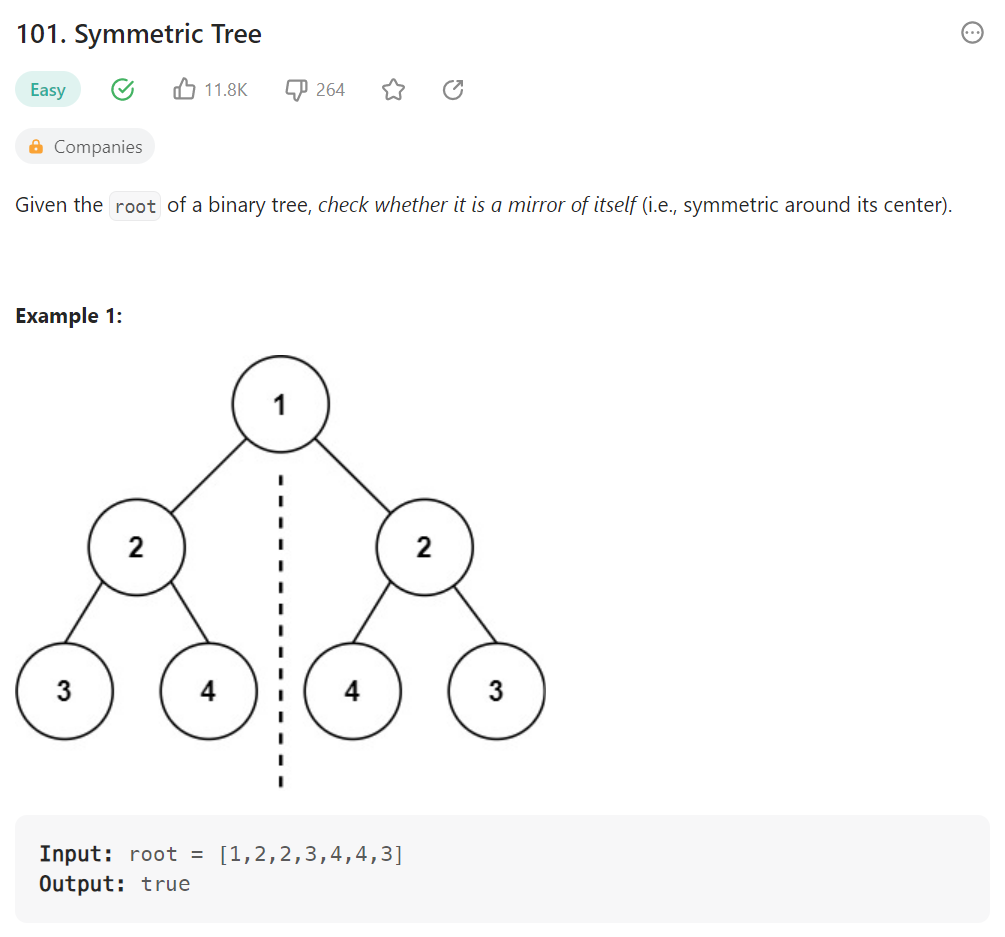 101. Symmetric Tree
Easy 11.8K 264
Companies
Given the root of a binary tree, check whether it is a mirror of itself (i.e., symmetric around its center).
Example 1:
1
2 2
3 4 4 3
Input: root = [1,2,2,3,4,4,3]
Output: true